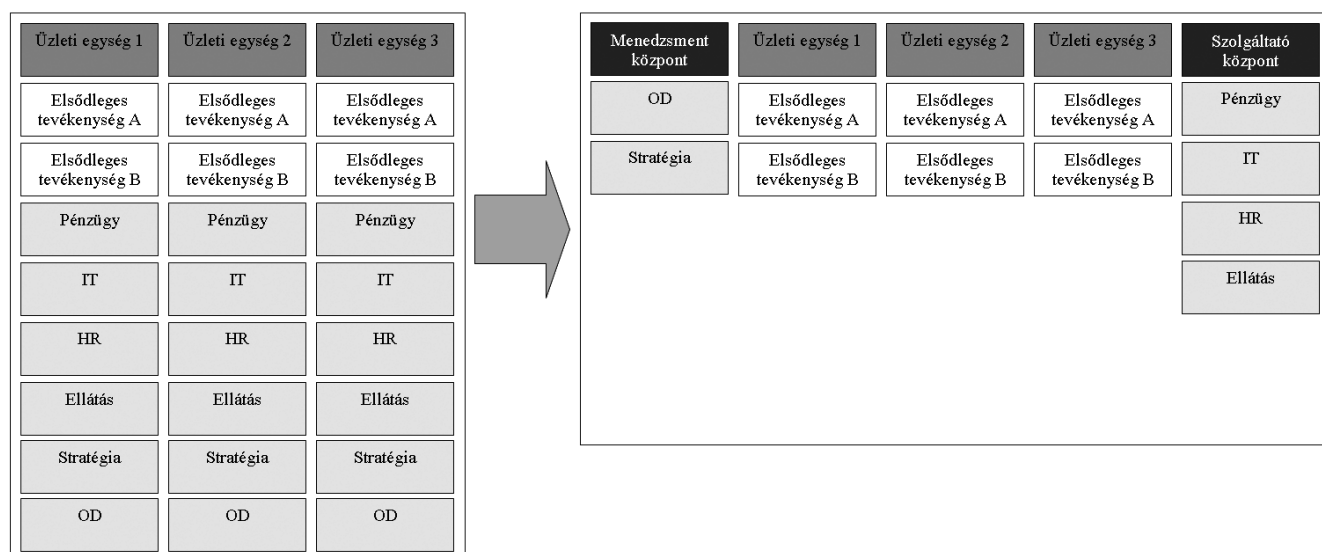 Üzleti egység 1
Üzleti egység 2
Üzleti egység 3
Elsődleges
tevékenység A
Elsődleges
tevékenység A
Elsődleges
tevékenység A
Elsődleges
tevékenység B
Elsődleges
tevékenység B
Elsődleges
tevékenység B
Pénzügy
Pénzügy
Pénzügy
IT
IT
IT
HR
HR
HR
Ellátás
Ellátás
Ellátás
Stratégia
Stratégia
Stratégia
OD
OD
OD
Menedzsment
központ
Üzleti egység 1
Üzleti egység 2
Üzleti egység 3
Szolgáltató
központ
OD
Elsődleges
tevékenység A
Elsődleges
tevékenység A
Elsődleges
tevékenység A
Pénzügy
Stratégia
Elsődleges
tevékenység B
Elsődleges
tevékenység B
Elsődleges
tevékenység B
IT
HR
Ellátás